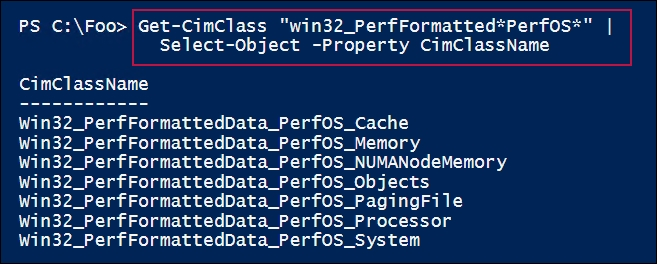 PS C:\Foo> Get-CimClass "win32_PerfFormatted*PerfOS*" |
Select-Object -Property CimClassName
CimClassName
------------
Win32_PerfFormattedData_PerfOS_Cache
Win32_PerfFormattedData_PerfOS_Memory
Win32_PerfFormattedData_PerfOS_NUMANodeMemory
Win32_PerfFormattedData_PerfOS_Objects
Win32_PerfFormattedData_PerfOS_PagingFile
Win32_PerfFormattedData_PerfOS_Processor
Win32_PerfFormattedData_PerfOS_System